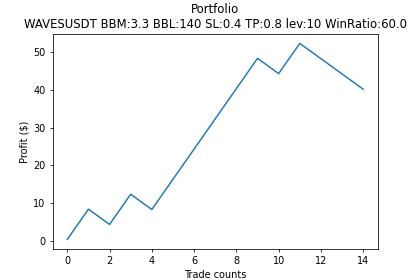 Portfolio
WAVESUSDT BBM:3.3 BBL:140 SL:0.4 TP:0.8 lev:10 WinRatio:60.0
Profit ($)
50
40
30
20
10
0
0 2 4 6 8 10 12 14
Trade counts